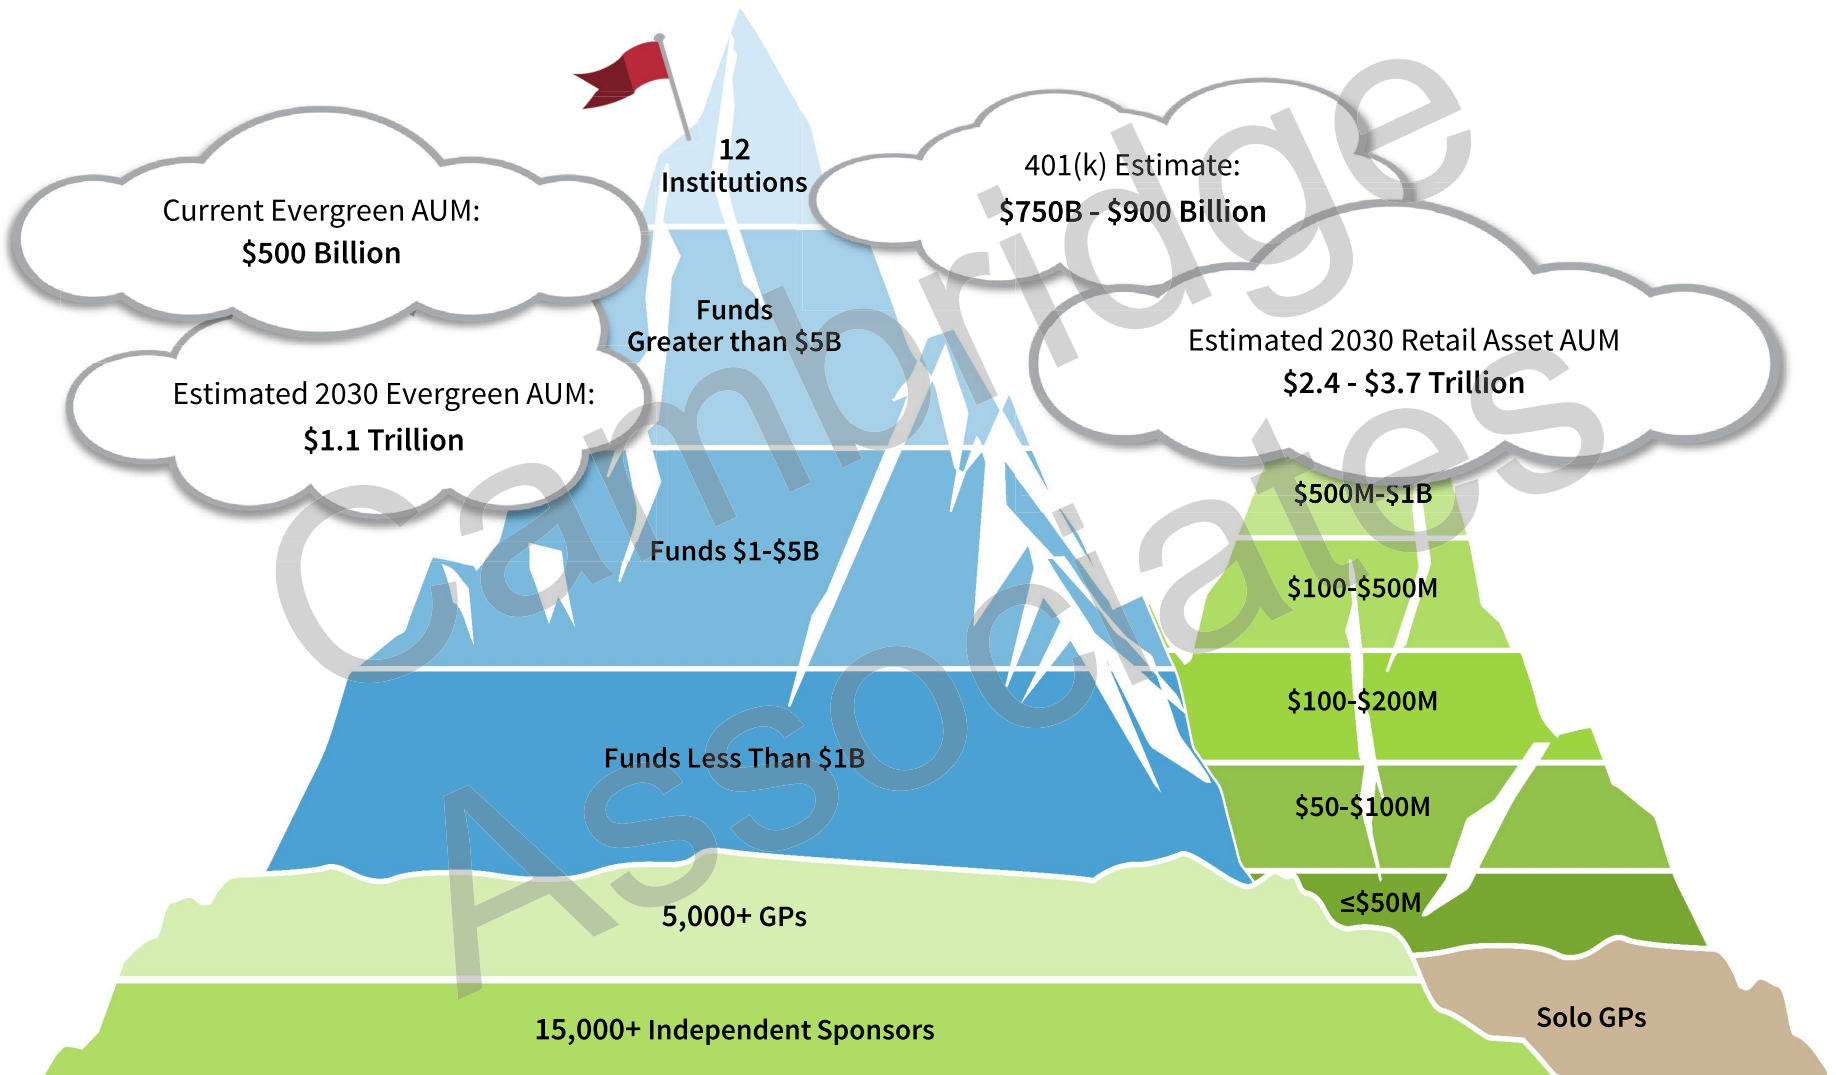 12
Institutions
Current Evergreen AUM:
$500 Billion
401(k) Estimate:
$750B - $900 Billion
Funds
Greater than $5B
Estimated 2030 Evergreen AUM:
$1.1 Trillion
Estimated 2030 Retail Asset AUM
$2.4 - $3.7 Trillion
Funds $1-$5B
$500M-$1B
$100-$500M
$100-$200M
Funds Less Than $1B
$50-$100M
≤$50M
5,000+ GPs
15,000+ Independent Sponsors
Solo GPs
Cambridge
Associates